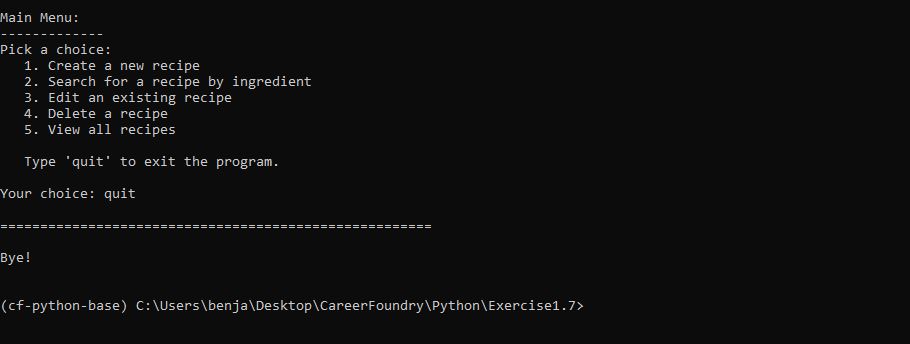 Main Menu:
-------------
Pick a choice:
   1. Create a new recipe
   2. Search for a recipe by ingredient
   3. Edit an existing recipe
   4. Delete a recipe
   5. View all recipes
   Type 'quit' to exit the program.
Your choice: quit
======================================================
Bye!
(cf-python-base) C:\Users\benja\Desktop\CareerFoundry\Python\Exercise1.7>